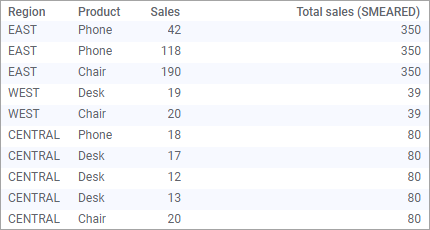 Region Product Sales Total sales (SMEARED)
EAST Phone 42 350
EAST Phone 118 350
EAST Chair 190 350
WEST Desk 19 39
WEST Chair 20 39
CENTRAL Phone 18 80
CENTRAL Desk 17 80
CENTRAL Desk 12 80
CENTRAL Desk 13 80
CENTRAL Chair 20 80